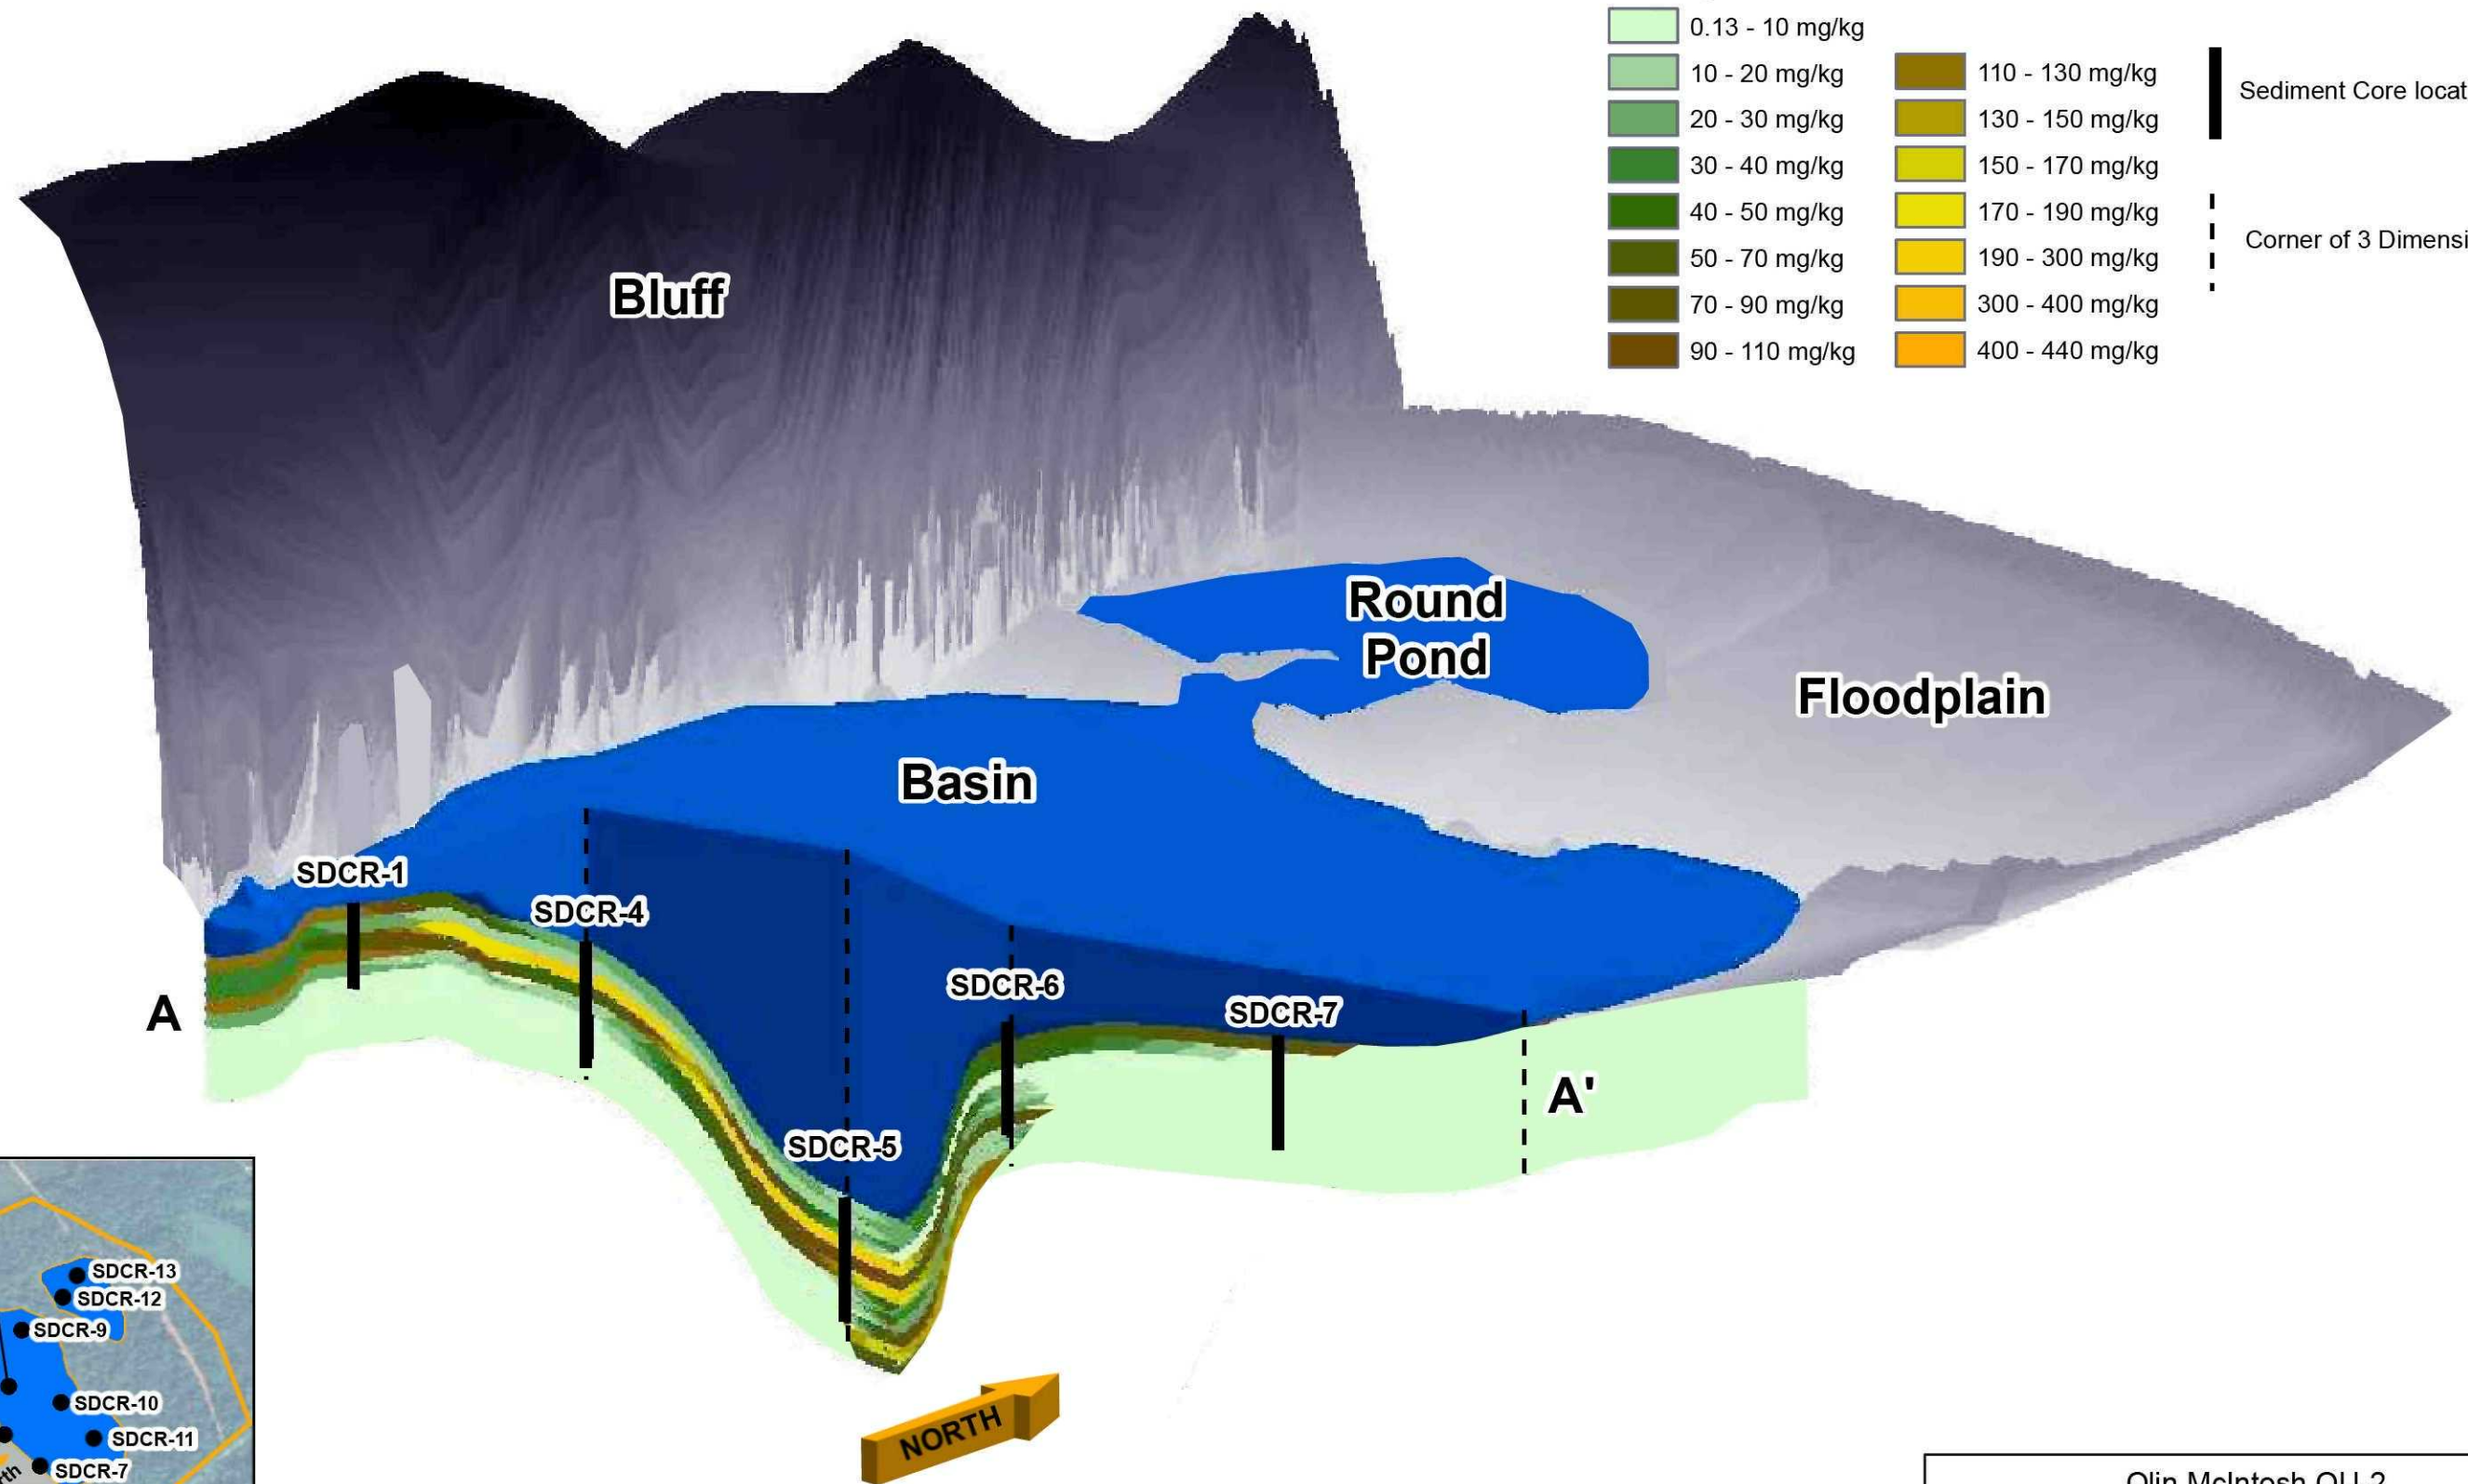 0.13 - 10 mg/kg
10 - 20 mg/kg
20 - 30 mg/kg
30 - 40 mg/kg
40 - 50 mg/kg
50 - 70 mg/kg
70 - 90 mg/kg
90 - 110 mg/kg
110 - 130 mg/kg
130 - 150 mg/kg
150 - 170 mg/kg
170 - 190 mg/kg
190 - 300 mg/kg
300 - 400 mg/kg
400 - 440 mg/kg
Sediment Core locat
Corner of 3 Dimensi
Bluff
Round
Pond
Floodplain
Basin
SDCR-1
SDCR-4
SDCR-6
SDCR-7
A
A'
SDCR-5
NORTH
SDCR-13
SDCR-12
SDCR-9
SDCR-10
SDCR-11
SDCR-7
rth
Olin McIntosh OU-2